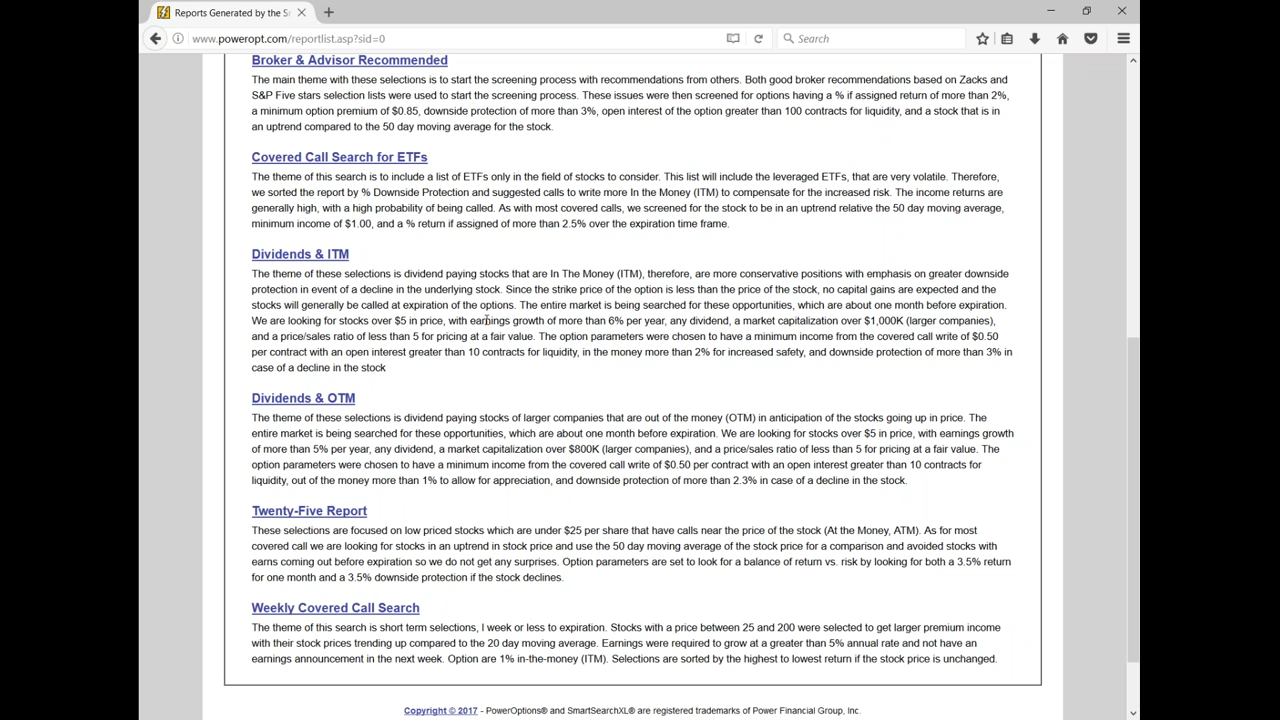 Reports Generated by the Sr
www.poweropt.com/reportlist.asp?sid=0
Search
Broker & Advisor Recommended
The main theme with these selections is to start the screening process with recommendations from others. Both good broker recommendations based on Zacks and
S&P Five stars selection lists were used to start the screening process. These issues were then screened for options having a % if assigned return of more than 2%,
a minimum option premium of $0.85, downside protection of more than 3%, open interest of the option greater than 100 contracts for liquidity, and a stock that is in
an uptrend compared to the 50 day moving average for the stock.
Covered Call Search for ETFs
The theme of this search is to include a list of ETFs only in the field of stocks to consider. This list will include the leveraged ETFs, that are very volatile. Therefore,
we sorted the report by % Downside Protection and suggested calls to write more In the Money (ITM) to compensate for the increased risk. The income returns are
generally high, with a high probability of being called. As with most covered calls, we screened for the stock to be in an uptrend relative the 50 day moving average,
minimum income of $1.00, and a % return if assigned of more than 2.5% over the expiration time frame.
Dividends & ITM
The theme of these selections is dividend paying stocks that are In The Money (ITM), therefore, are more conservative positions with emphasis on greater downside
protection in event of a decline in the underlying stock. Since the strike price of the option is less than the price of the stock, no capital gains are expected and the
stocks will generally be called at expiration of the options. The entire market is being searched for these opportunities, which are about one month before expiration.
We are looking for stocks over $5 in price, with earnings growth of more than 6% per year, any dividend, a market capitalization over $1,000K (larger companies),
and a price/sales ratio of less than 5 for pricing at a fair value. The option parameters were chosen to have a minimum income from the covered call write of $0.50
per contract with an open interest greater than 10 contracts for liquidity, in the money more than 2% for increased safety, and downside protection of more than 3% in
case of a decline in the stock
Dividends & OTM
The theme of these selections is dividend paying stocks of larger companies that are out of the money (OTM) in anticipation of the stocks going up in price. The
entire market is being searched for these opportunities, which are about one month before expiration. We are looking for stocks over $5 in price, with earnings growth
of more than 5% per year, any dividend, a market capitalization over $800K (larger companies), and a price/sales ratio of less than 5 for pricing at a fair value. The
option parameters were chosen to have a minimum income from the covered call write of $0.50 per contract with an open interest greater than 10 contracts for
liquidity, out of the money more than 1% to allow for appreciation, and downside protection of more than 2.3% in case of a decline in the stock.
Twenty-Five Report
These selections are focused on low priced stocks which are under $25 per share that have calls near the price of the stock (At the Money, ATM). As for most
covered call we are looking for stocks in an uptrend in stock price and use the 50 day moving average of the stock price for a comparison and avoided stocks with
earns coming out before expiration so we do not get any surprises. Option parameters are set to look for a balance of return vs. risk by looking for both a 3.5% return
for one month and a 3.5% downside protection if the stock declines.
Weekly Covered Call Search
The theme of this search is short term selections, I week or less to expiration. Stocks with a price between 25 and 200 were selected to get larger premium income
with their stock prices trending up compared to the 20 day moving average. Earnings were required to grow at a greater than 5% annual rate and not have an
earnings announcement in the next week. Option are 1% in-the-money (ITM). Selections are sorted by the highest to lowest return if the stock price is unchanged.
Copyright © 2017 - PowerOptions® and SmartSearchXL® are registered trademarks of Power Financial Group, Inc.